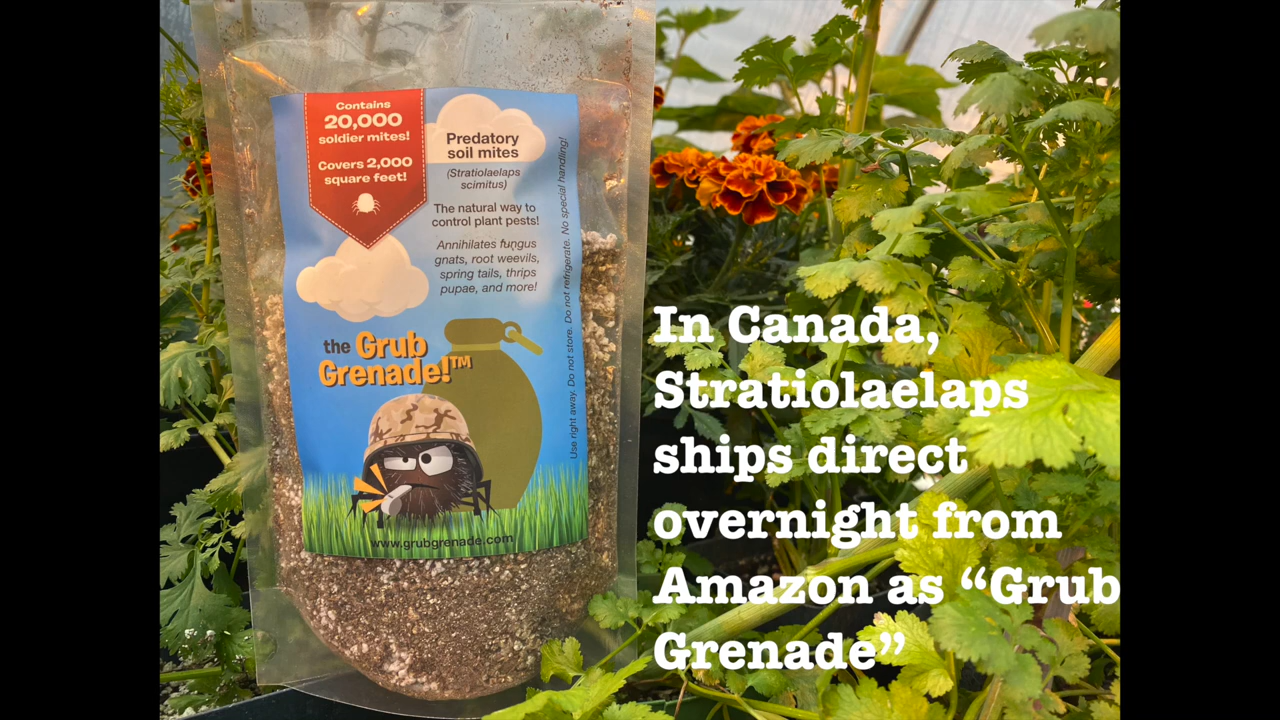 Contains
20,000
soldier mites!
Covers 2,000
square feet!
Predatory
soil mites
(Stratiolaelaps
scimitus)
The natural way to
control plant pests!
Annihilates fungus
gnats, root weevils,
spring tails, thrips
pupae, and more!
Use right away. Do not store. Do not refrigerate. No special handling!
the Grub
Grenade!™
www.grubgrenade.com
In Canada,
Stratiolaelaps
ships direct
overnight from
Amazon as “Grub
Grenade”